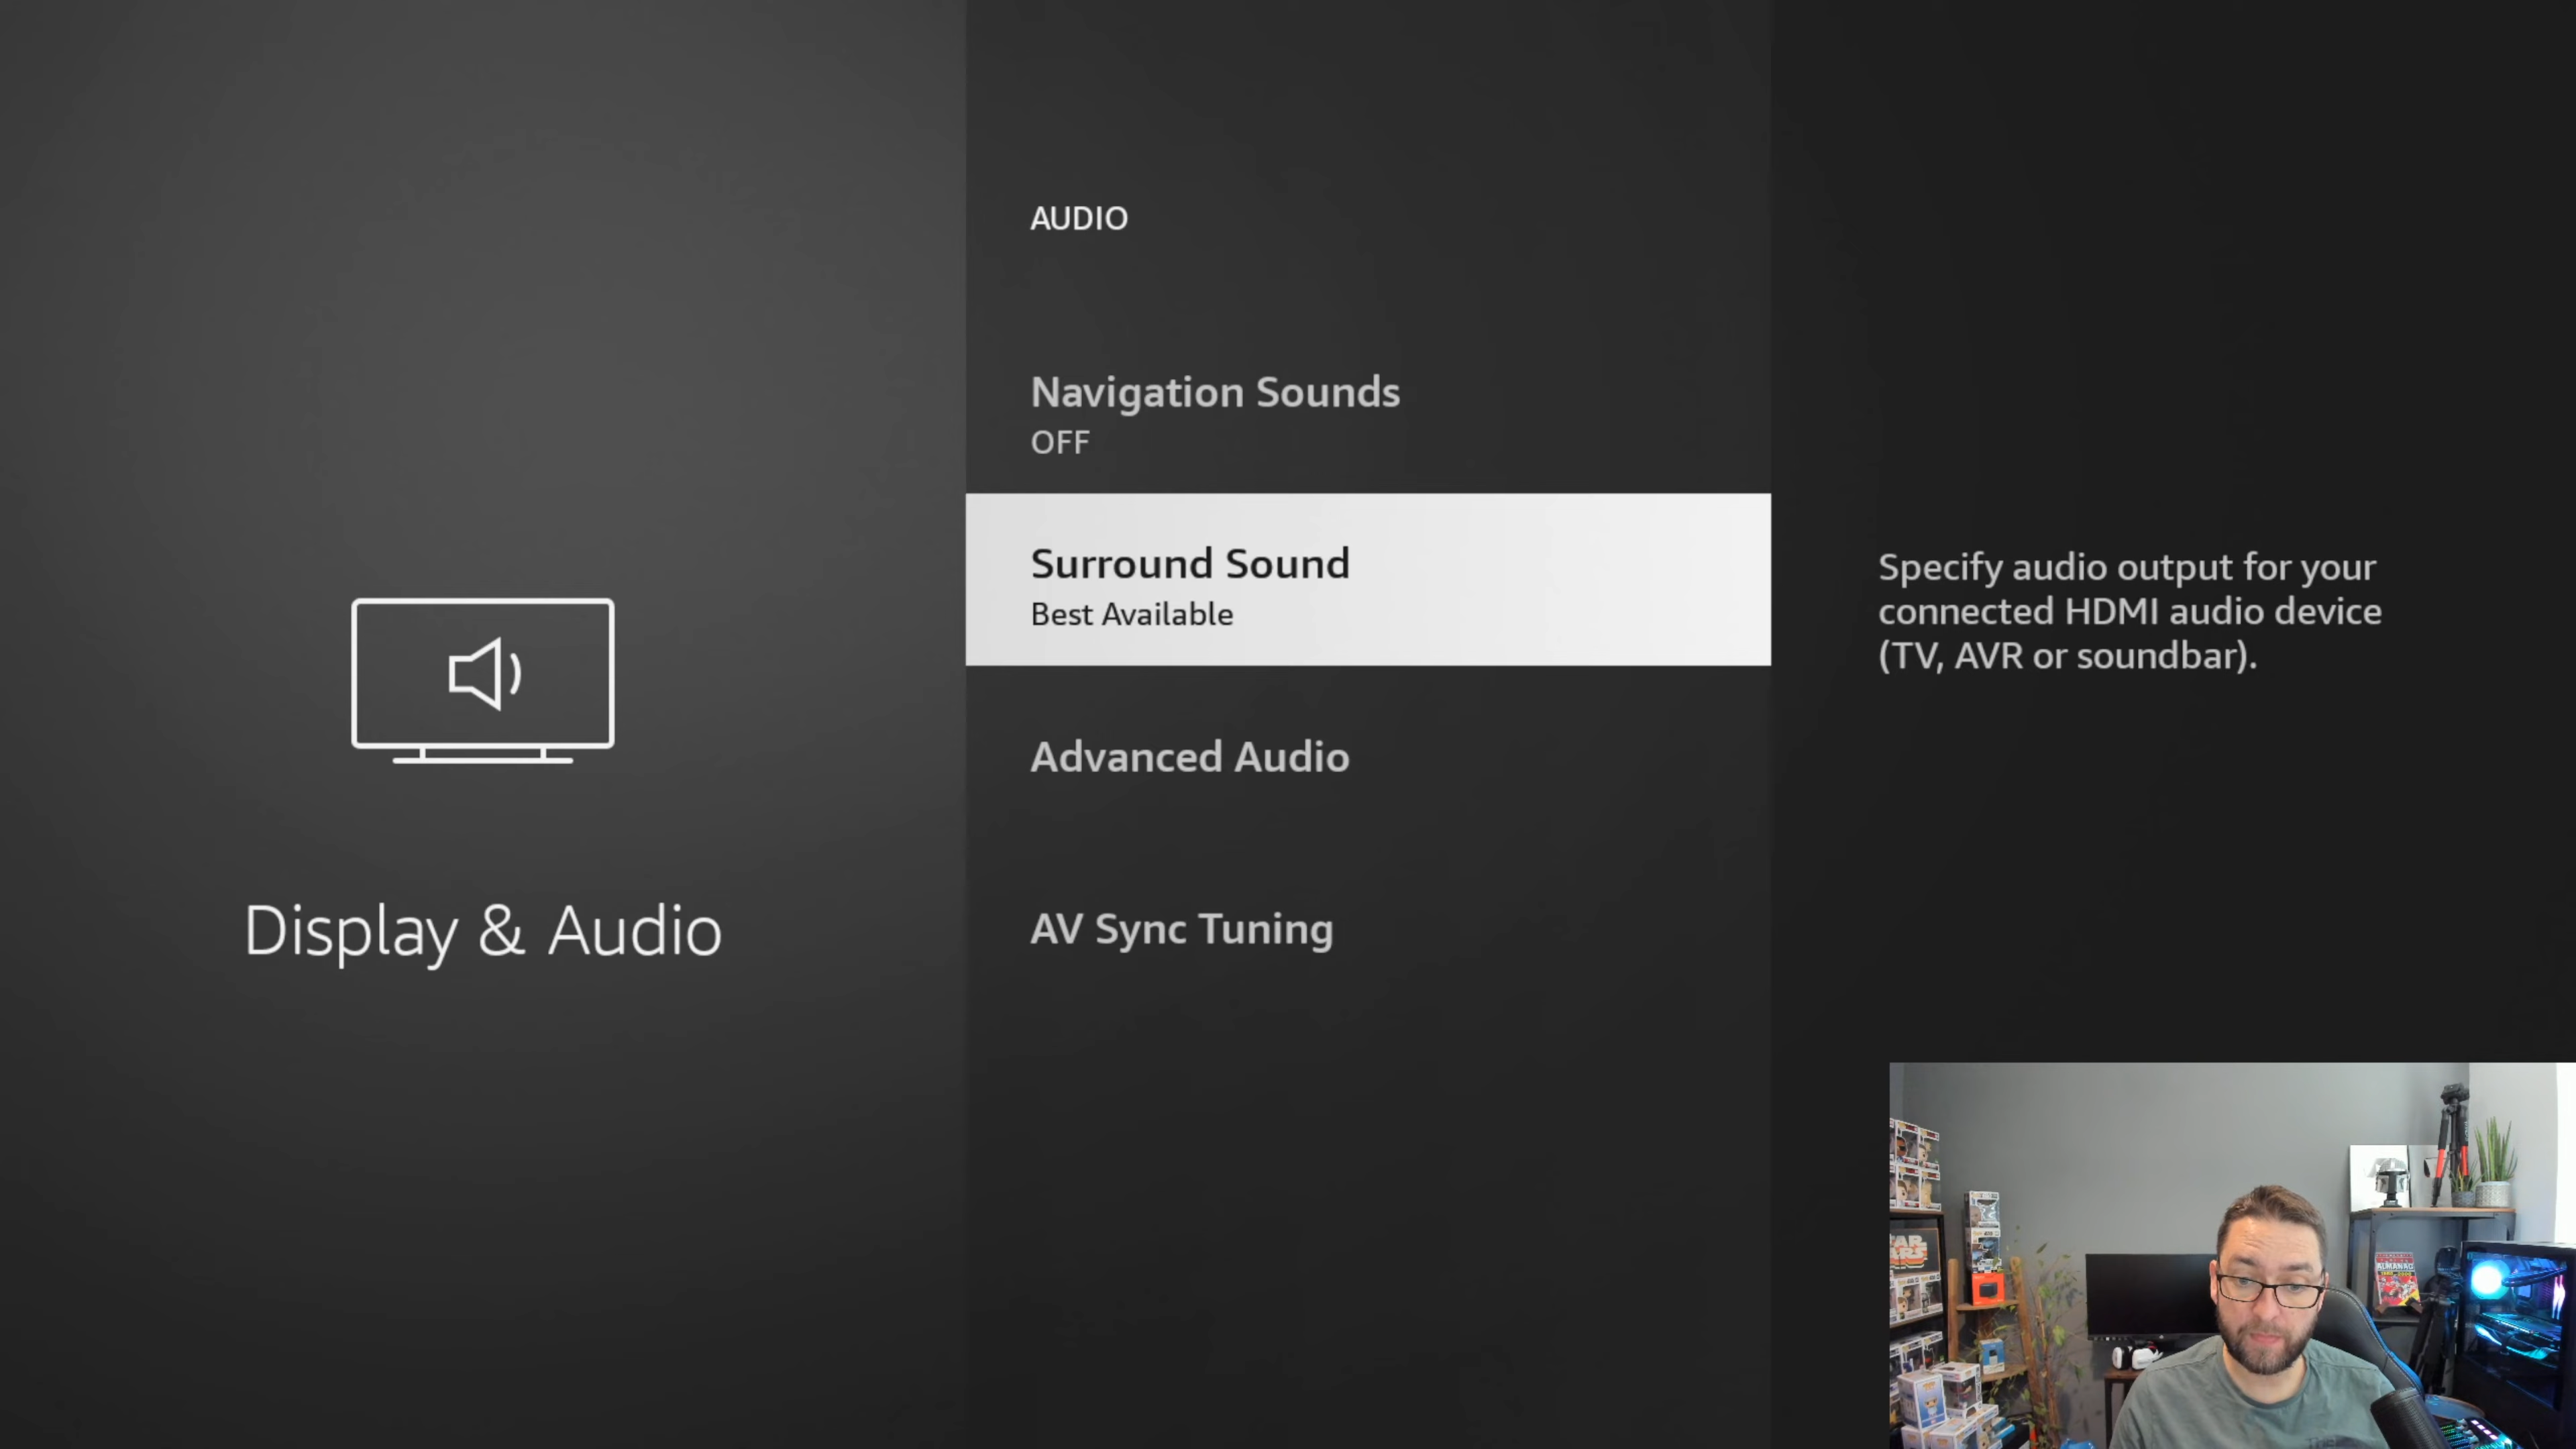 AUDIO
Navigation Sounds
OFF
Surround Sound
Best Available
Advanced Audio
AV Sync Tuning
Display & Audio
Specify audio output for your
connected HDMI audio device
(TV, AVR or soundbar).
ALMANAC